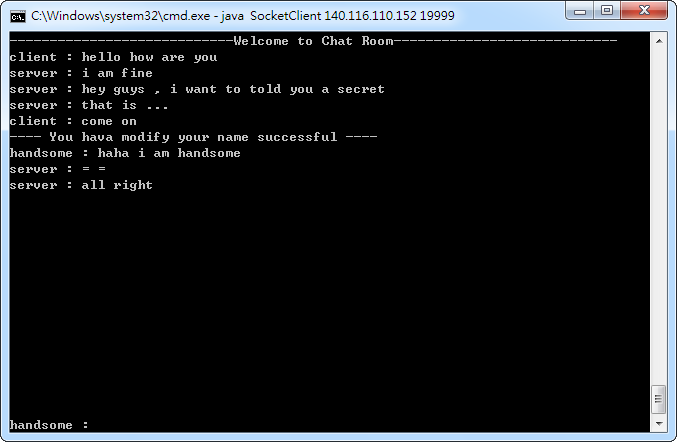 C:\Windows\system32\cmd.exe - java SocketClient 140.116.110.152 19999
----------------------------Welcome to Chat Room----------------------------
client : hello how are you
server : i am fine
server : hey guys , i want to told you a secret
server : that is ...
client : come on
---- You hava modify your name successful ----
handsome : haha i am handsome
server : = =
server : all right
handsome :